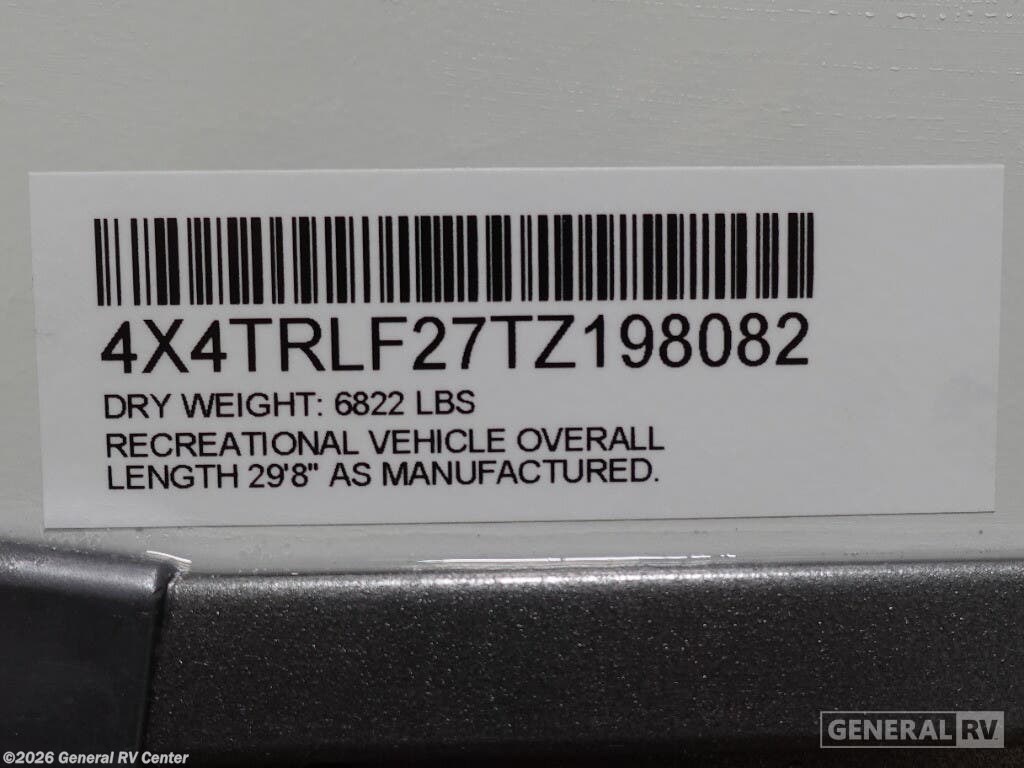 4X4TRLF27TZ198082
DRY WEIGHT: 6822 LBS
RECREATIONAL VEHICLE OVERALL
LENGTH 29'8" AS MANUFACTURED.
GENERAL RV
©2026 General RV Center